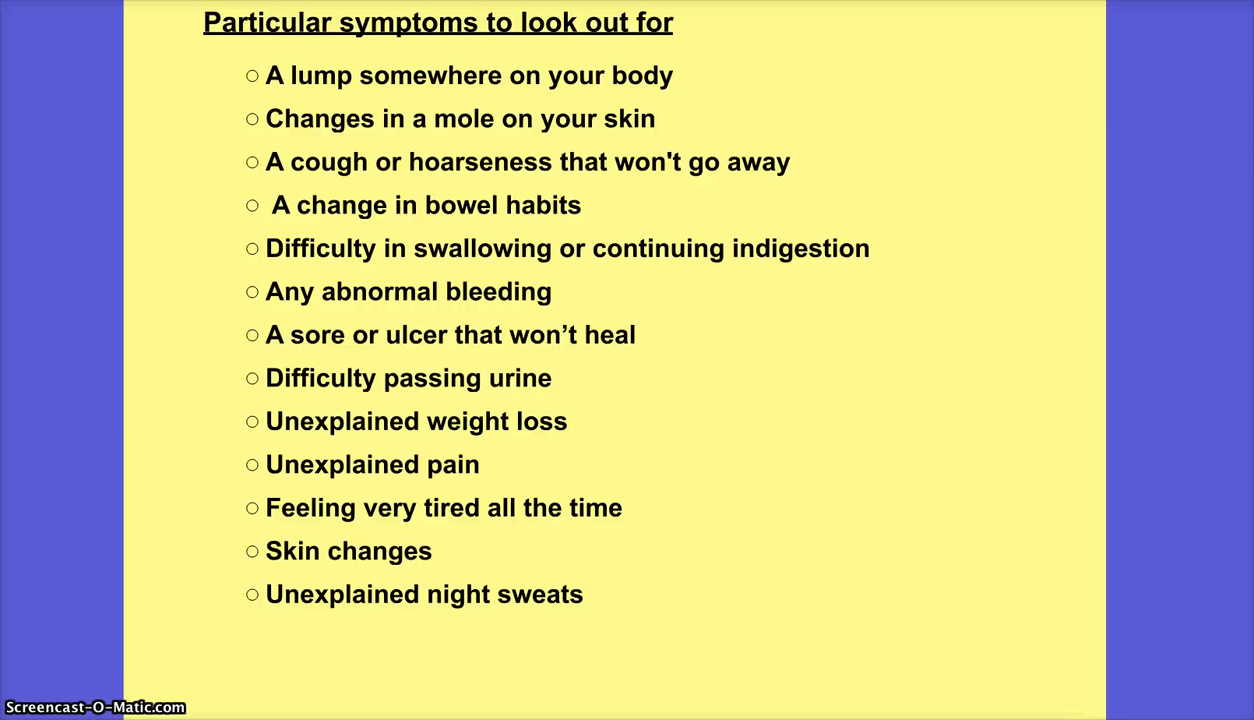 Particular symptoms to look out for
○ A lump somewhere on your body
○ Changes in a mole on your skin
○ A cough or hoarseness that won't go away
○ A change in bowel habits
○ Difficulty in swallowing or continuing indigestion
○ Any abnormal bleeding
○ A sore or ulcer that won’t heal
○ Difficulty passing urine
○ Unexplained weight loss
○ Unexplained pain
○ Feeling very tired all the time
○ Skin changes
○ Unexplained night sweats
Screencast-O-Matic.com